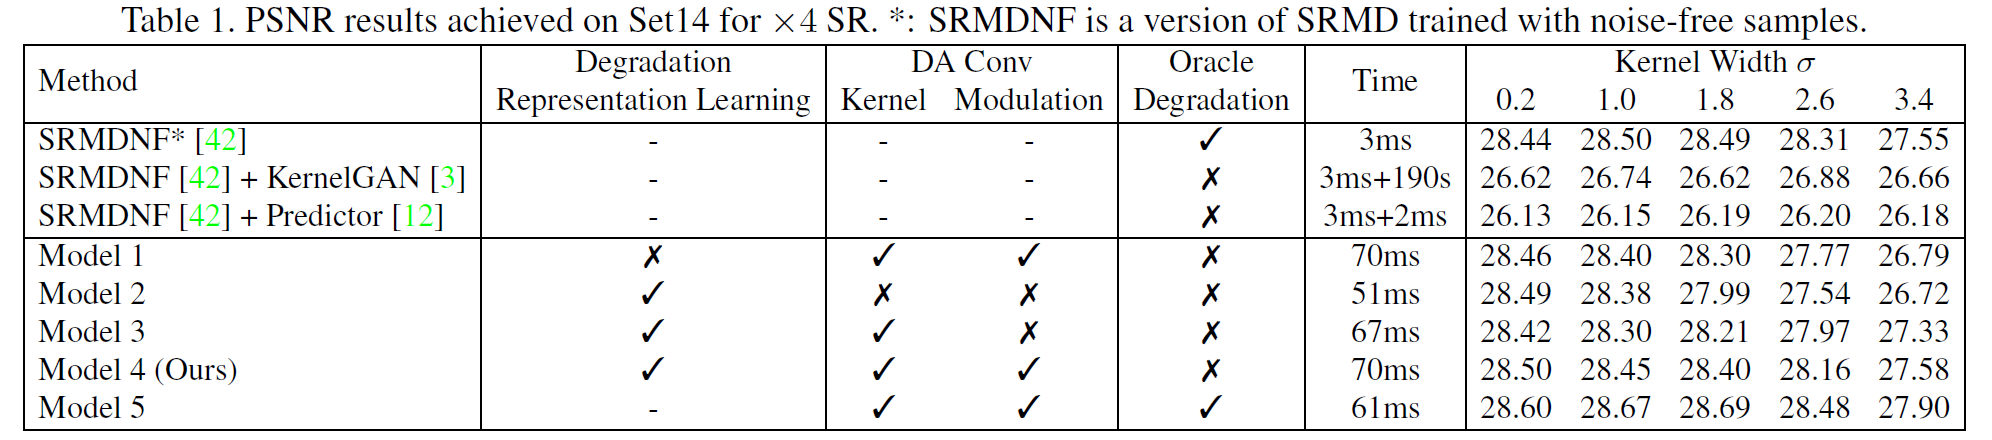 Table 1. PSNR results achieved on Set14 for ×4 SR. *: SRMDNF is a version of SRMD trained with noise-free samples.
Method Degradation Representation Learning DA Conv Oracle Degradation Time Kernel Width σ
Kernel Modulation 0.2 1.0 1.8 2.6 3.4
SRMDNF* [42] - - - ✓ 3ms 28.44 28.50 28.49 28.31 27.55
SRMDNF [42] + KernelGAN [3] - - - ✗ 3ms+190s 26.62 26.74 26.62 26.88 26.66
SRMDNF [42] + Predictor [12] - - - ✗ 3ms+2ms 26.13 26.15 26.19 26.20 26.18
Model 1 ✗ ✓ ✓ ✗ 70ms 28.46 28.40 28.30 27.77 26.79
Model 2 ✓ ✗ ✗ ✗ 51ms 28.49 28.38 27.99 27.54 26.72
Model 3 ✓ ✓ ✗ ✗ 67ms 28.42 28.30 28.21 27.97 27.33
Model 4 (Ours) ✓ ✓ ✓ ✗ 70ms 28.50 28.45 28.40 28.16 27.58
Model 5 - ✓ ✓ ✓ 61ms 28.60 28.67 28.69 28.48 27.90